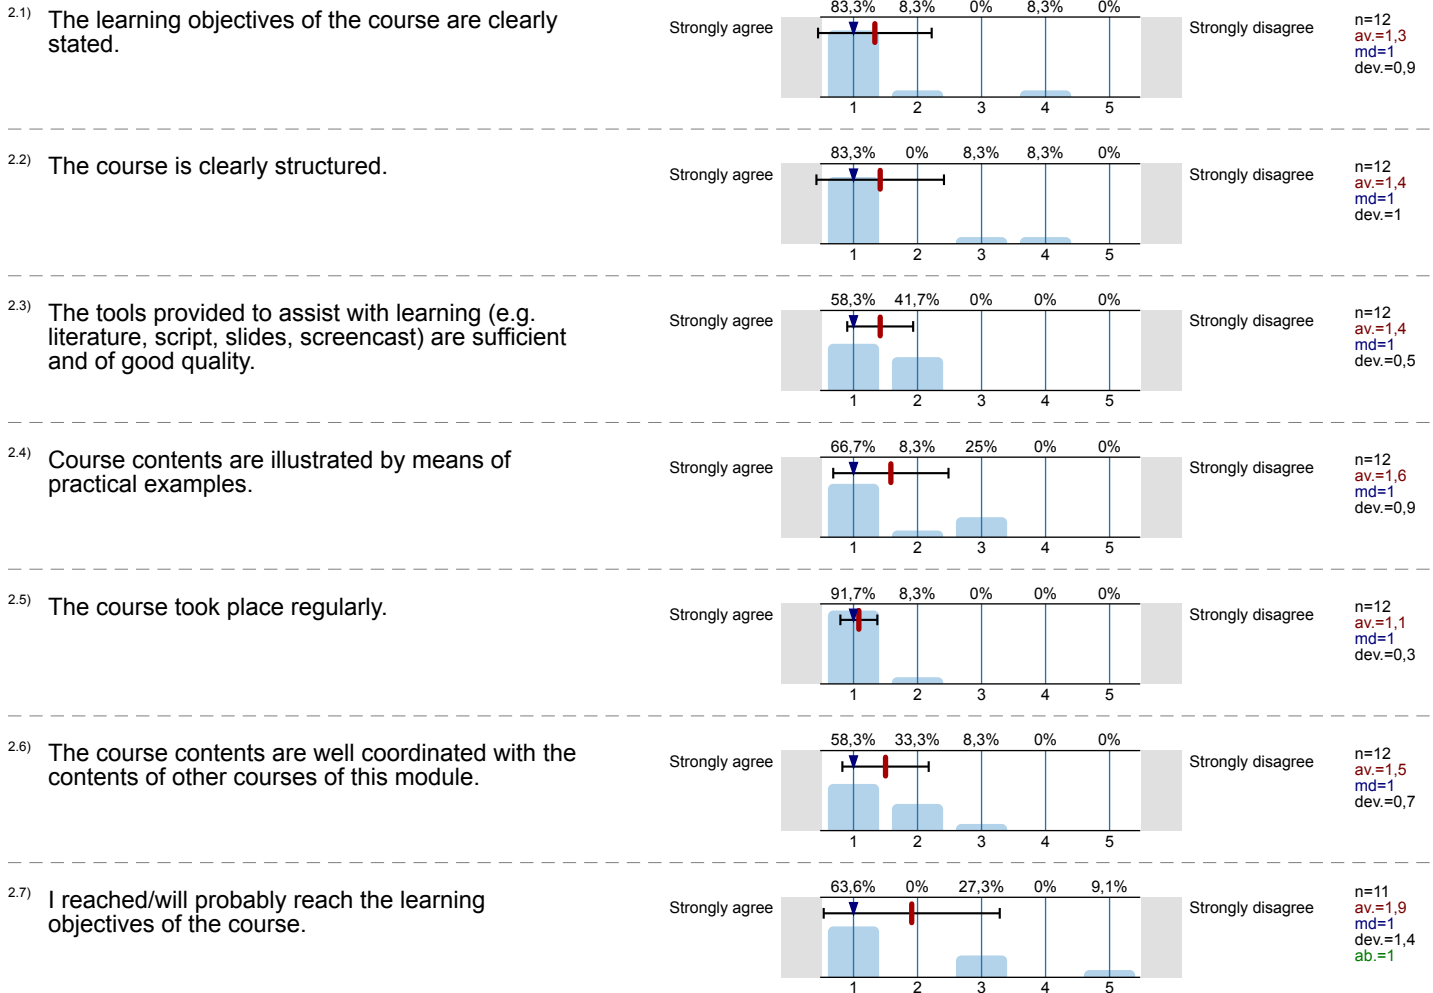 2.1) The learning objectives of the course are clearly
stated.
Strongly agree
83,3% 8,3% 0% 8,3% 0%
1 2 3 4 5
Strongly disagree
n=12
av.=1,3
md=1
dev.=0,9
2.2) The course is clearly structured.
Strongly agree
83,3% 0% 8,3% 8,3% 0%
1 2 3 4 5
Strongly disagree
n=12
av.=1,4
md=1
dev.=1
2.3) The tools provided to assist with learning (e.g.
literature, script, slides, screencast) are sufficient
and of good quality.
Strongly agree
58,3% 41,7% 0% 0% 0%
1 2 3 4 5
Strongly disagree
n=12
av.=1,4
md=1
dev.=0,5
2.4) Course contents are illustrated by means of
practical examples.
Strongly agree
66,7% 8,3% 25% 0% 0%
1 2 3 4 5
Strongly disagree
n=12
av.=1,6
md=1
dev.=0,9
2.5) The course took place regularly.
Strongly agree
91,7% 8,3% 0% 0% 0%
1 2 3 4 5
Strongly disagree
n=12
av.=1,1
md=1
dev.=0,3
2.6) The course contents are well coordinated with the
contents of other courses of this module.
Strongly agree
58,3% 33,3% 8,3% 0% 0%
1 2 3 4 5
Strongly disagree
n=12
av.=1,5
md=1
dev.=0,7
2.7) I reached/will probably reach the learning
objectives of the course.
Strongly agree
63,6% 0% 27,3% 0% 9,1%
1 2 3 4 5
Strongly disagree
n=11
av.=1,9
md=1
dev.=1,4
ab.=1